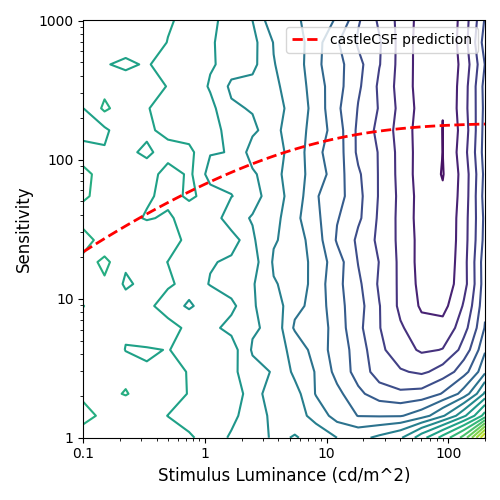 castleCSF prediction
Sensitivity
1000
100
10
1
0.1 1 10 100
Stimulus Luminance (cd/m^2)